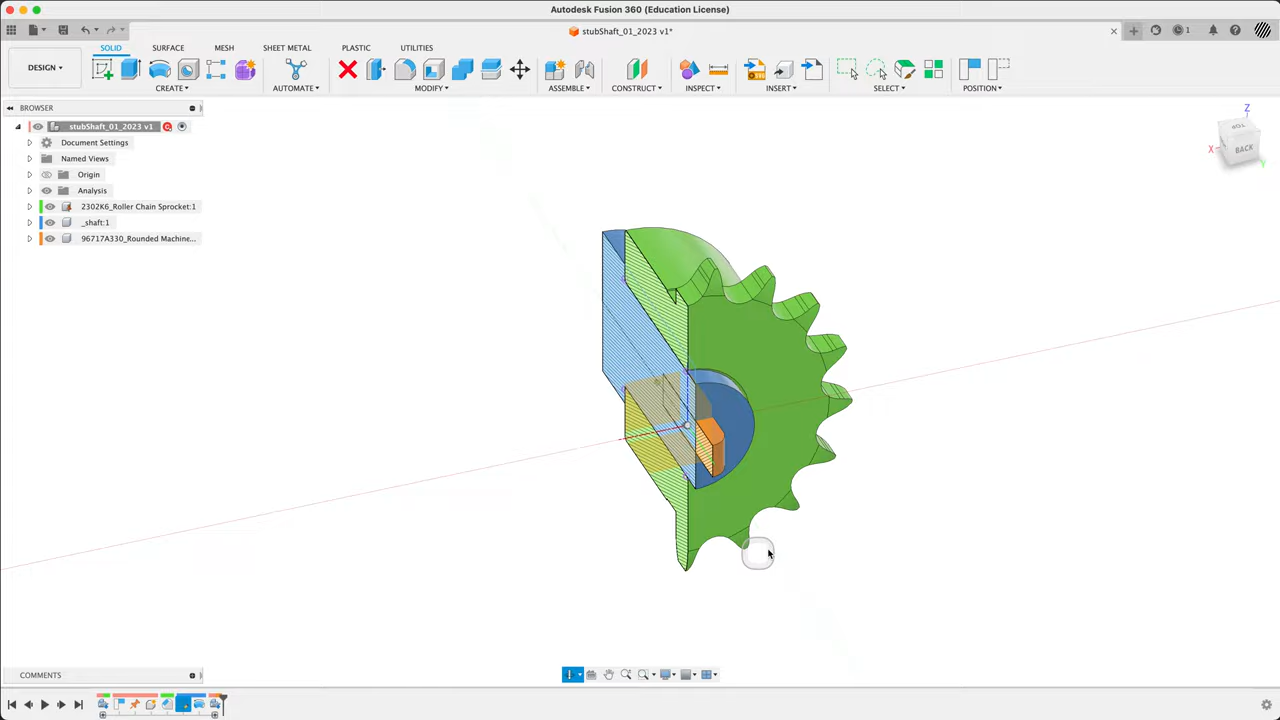 Autodesk Fusion 360 (Education License)
stubShaft_01_2023 v1*
1
DESIGN
SOLID
SURFACE
MESH
SHEET METAL
PLASTIC
UTILITIES
CREATE
AUTOMATE
MODIFY
ASSEMBLE
CONSTRUCT
INSPECT
INSERT
SELECT
POSITION
BROWSER
stubShaft_01_2023 v1
Document Settings
Named Views
Origin
Analysis
2302K6_Roller Chain Sprocket:1
_shaft:1
96717A330_Rounded Machine...
Z
TOP
X
BACK
Y
COMMENTS